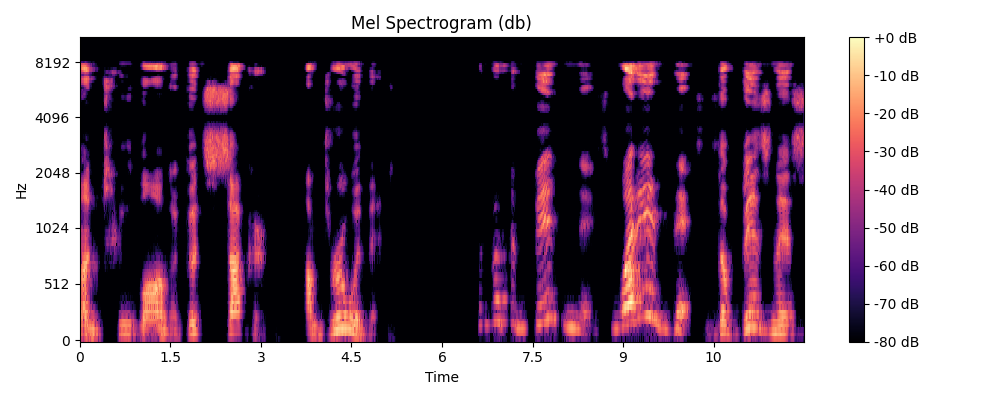 Mel Spectrogram (db)
Hz
8192
4096
2048
1024
512
0
0 1.5 3 4.5 6 7.5 9 10
Time
+0 dB
-10 dB
-20 dB
-30 dB
-40 dB
-50 dB
-60 dB
-70 dB
-80 dB